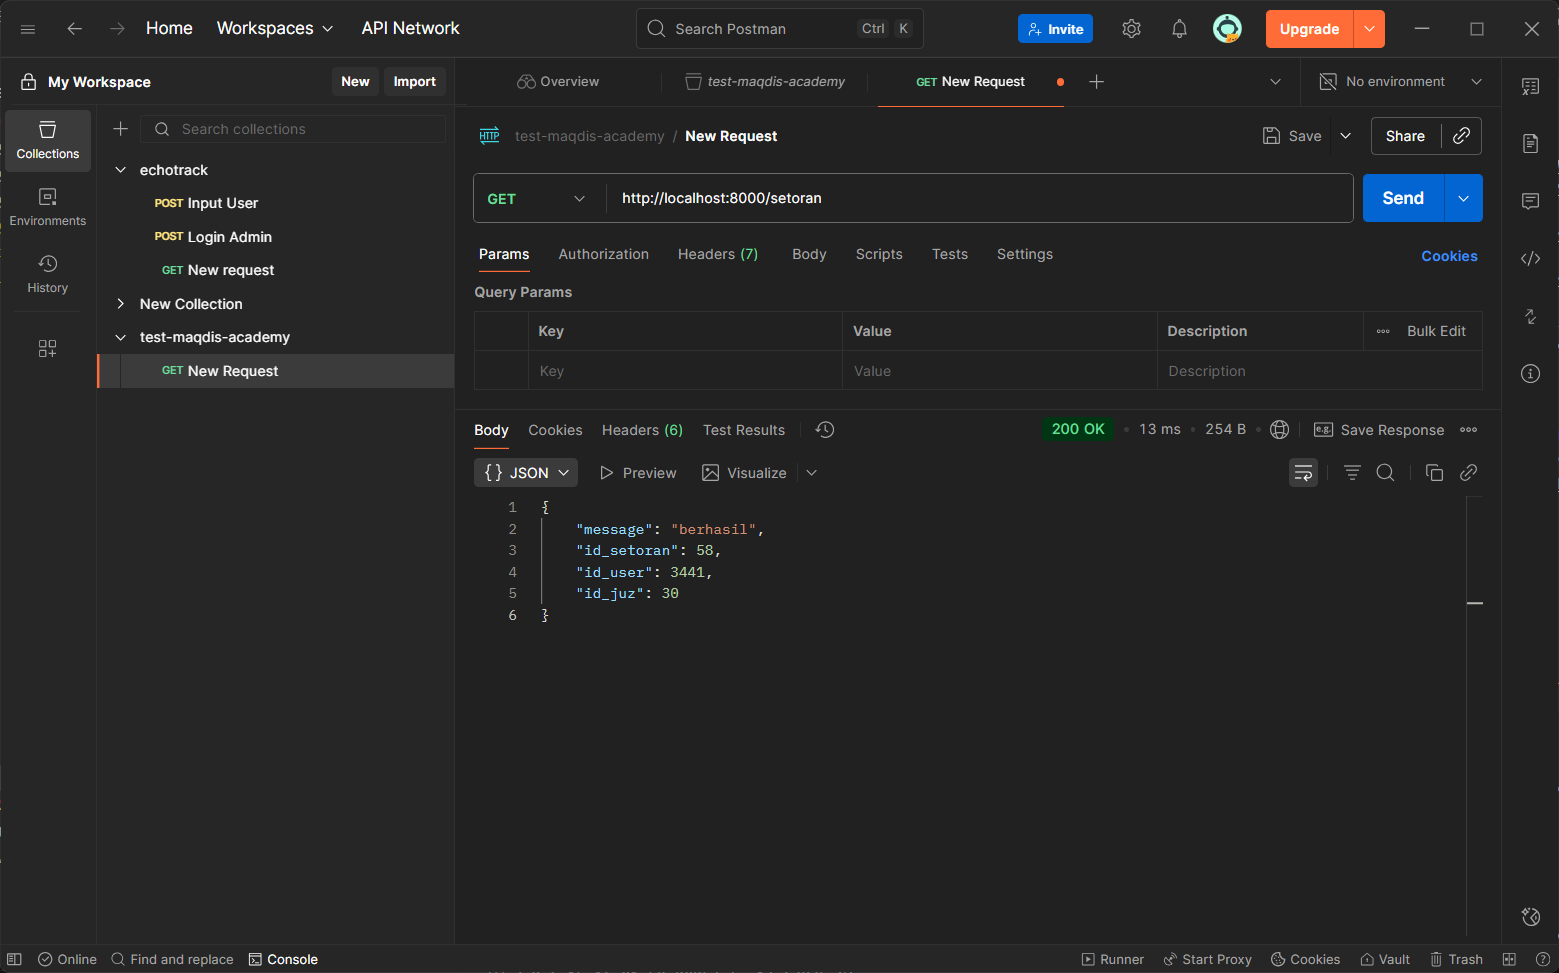 Home Workspaces API Network Search Postman Ctrl K Invite Upgrade
My Workspace New Import Overview test-maqdis-academy GET New Request No environment
Collections
Environments
History
Search collections
echotrack
POST Input User
POST Login Admin
GET New request
New Collection
test-maqdis-academy
GET New Request
HTTP test-maqdis-academy / New Request Save Share
GET http://localhost:8000/setoran Send
Params Authorization Headers (7) Body Scripts Tests Settings Cookies
Query Params
Key Value Description Bulk Edit
Key Value Description
Body Cookies Headers (6) Test Results 200 OK 13 ms 254 B e.g. Save Response
{} JSON Preview Visualize
1 {
2 "message": "berhasil",
3 "id_setoran": 58,
4 "id_user": 3441,
5 "id_juz": 30
6 }
Online Find and replace Console Runner Start Proxy Cookies Vault Trash